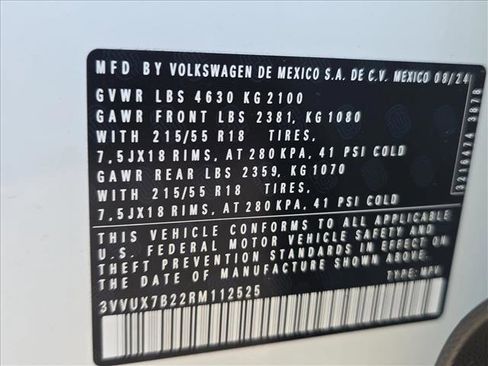 MFD BY VOLKSWAGEN DE MEXICO S.A. DE C.V. MEXICO 08/24
GVWR LBS 4630 KG 2100
GAWR FRONT LBS 2381, KG 1080
WITH 215/55 R18 TIRES,
7.5JX18 RIMS, AT 280 KPA, 41 PSI COLD
GAWR REAR LBS 2359, KG 1070
WITH 215/55 R18 TIRES,
7.5JX18 RIMS, AT 280 KPA. 41 PSI COLD
THIS VEHICLE CONFORMS TO ALL APPLICABLE
U.S. FEDERAL MOTOR VEHICLE SAFETY AND
THEFT PREVENTION STANDARDS IN EFFECT ON
THE DATE OF MANUFACTURE SHOWN ABOVE.
3VVUX7B22RM112525
TYPE: MPV
3216474 3878